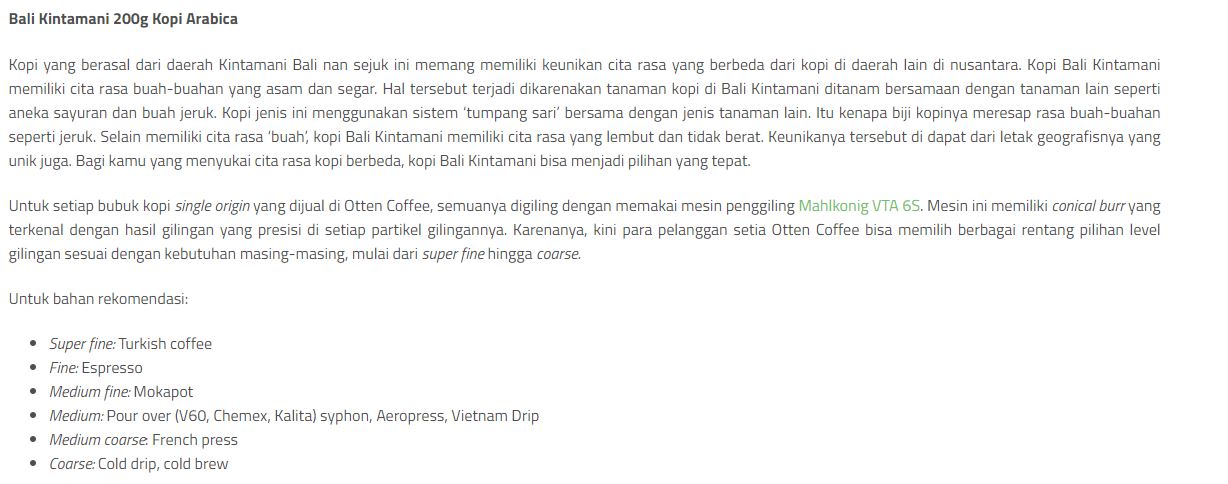 Bali Kintamani 200g Kopi Arabica
Kopi yang berasal dari daerah Kintamani Bali nan sejuk ini memang memiliki keunikan cita rasa yang berbeda dari kopi di daerah lain di nusantara. Kopi Bali Kintamani
memiliki cita rasa buah-buahan yang asam dan segar. Hal tersebut terjadi dikarenakan tanaman kopi di Bali Kintamani ditanam bersamaan dengan tanaman lain seperti
aneka sayuran dan buah jeruk. Kopi jenis ini menggunakan sistem ‘tumpang sari’ bersama dengan jenis tanaman lain. Itu kenapa biji kopinya meresap rasa buah-buahan
seperti jeruk. Selain memiliki cita rasa ‘buah’, kopi Bali Kintamani memiliki cita rasa yang lembut dan tidak berat. Keunikanya tersebut di dapat dari letak geografisnya yang
unik juga. Bagi kamu yang menyukai cita rasa kopi berbeda, kopi Bali Kintamani bisa menjadi pilihan yang tepat.
Untuk setiap bubuk kopi single origin yang dijual di Otten Coffee, semuanya digiling dengan memakai mesin penggiling Mahlkonig VTA 6S. Mesin ini memiliki conical burr yang
terkenal dengan hasil gilingan yang presisi di setiap partikel gilingannya. Karenanya, kini para pelanggan setia Otten Coffee bisa memilih berbagai rentang pilihan level
gilingan sesuai dengan kebutuhan masing-masing, mulai dari super fine hingga coarse.
Untuk bahan rekomendasi:
• Super fine: Turkish coffee
• Fine: Espresso
• Medium fine: Mokapot
• Medium: Pour over (V60, Chemex, Kalita) syphon, Aeropress, Vietnam Drip
• Medium coarse: French press
• Coarse: Cold drip, cold brew